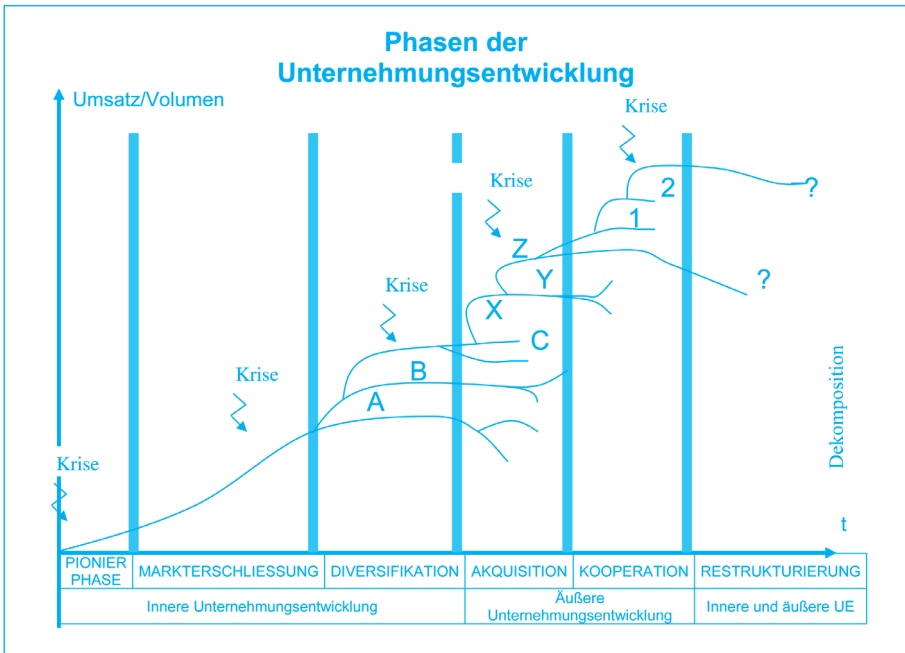 Phasen der
Unternehmungsentwicklung
Umsatz/Volumen
Krise
2
?
1
Krise
Z
Y
?
Krise
X
C
B
Krise
A
Dekomposition
Krise
t
PIONIER
PHASE
MARKTERSCHLIESSUNG
DIVERSIFIKATION
AKQUISITION
KOOPERATION
RESTRUKTURIERUNG
Innere Unternehmungsentwicklung
Äußere
Unternehmungsentwicklung
Innere und äußere UE